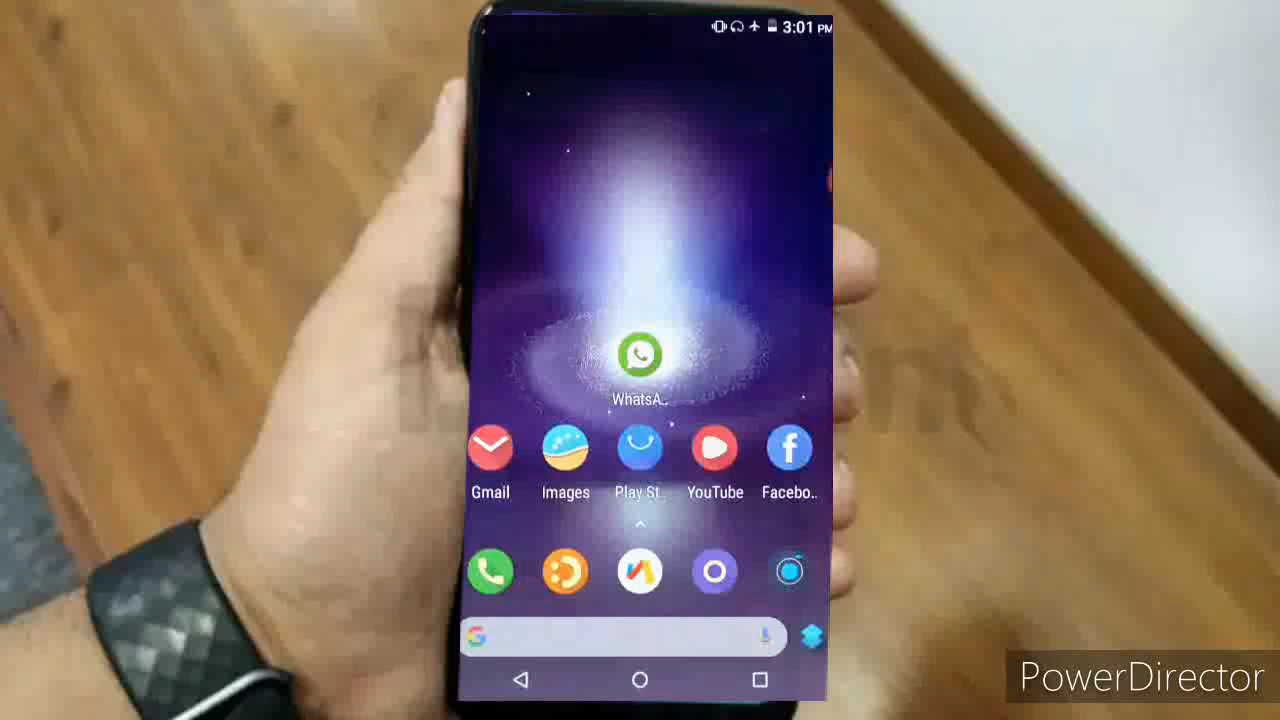 3:01 PM
WhatsA..
Gmail
Images
Play St..
YouTube
Facebo..
PowerDirector